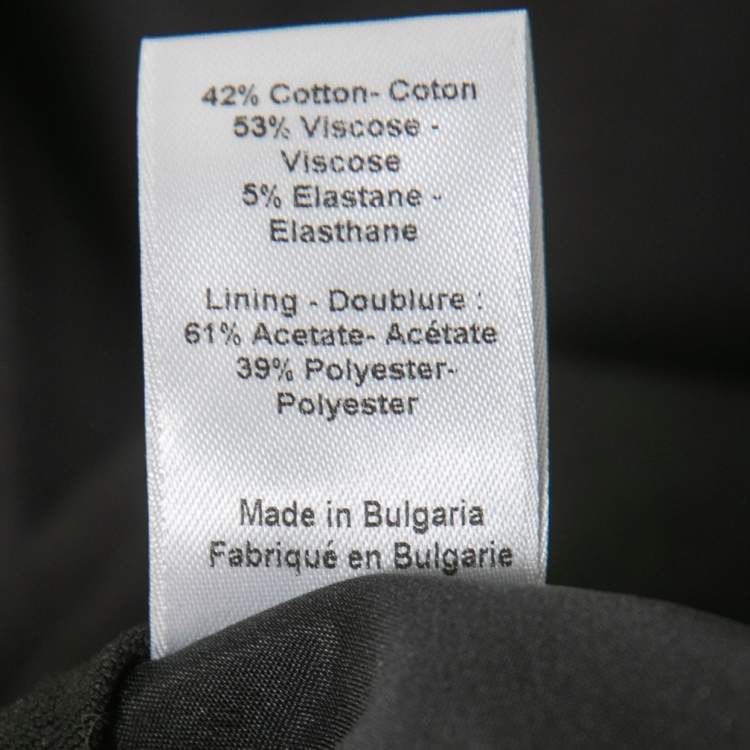 42% Cotton- Coton
53% Viscose -
Viscose
5% Elastane -
Elasthane
Lining - Doublure :
61% Acetate- Acétate
39% Polyester-
Polyester
Made in Bulgaria
Fabriqué en Bulgarie